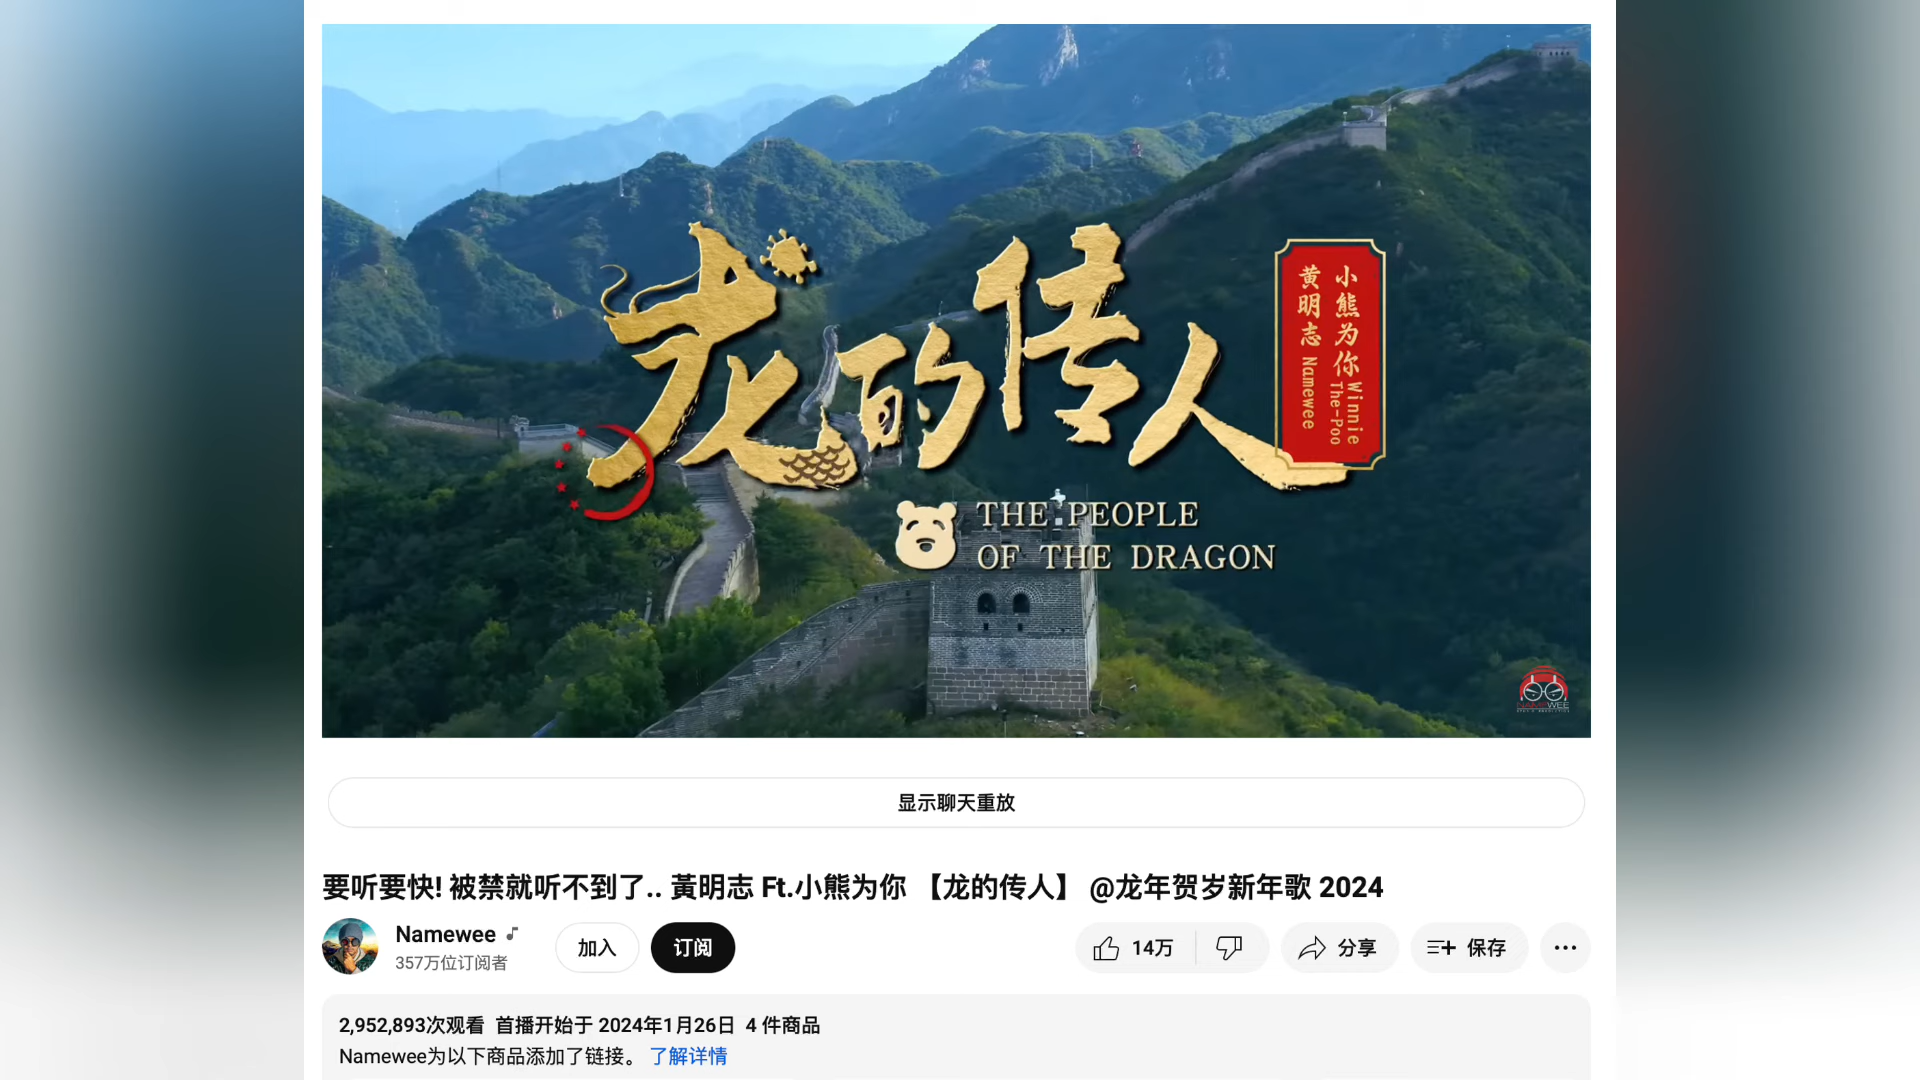 龙的传人
小熊为你
Winnie
The-Poo
黄明志 Namewee
THE PEOPLE
OF THE DRAGON
NAMEWEE
显示聊天重放
要听要快! 被禁就听不到了.. 黃明志 Ft.小熊为你 【龙的传人】 @龙年贺岁新年歌 2024
Namewee
加入
订阅
14万
分享
保存
357万位订阅者
2,952,893次观看 首播开始于 2024年1月26日 4 件商品
Namewee为以下商品添加了链接。 了解详情